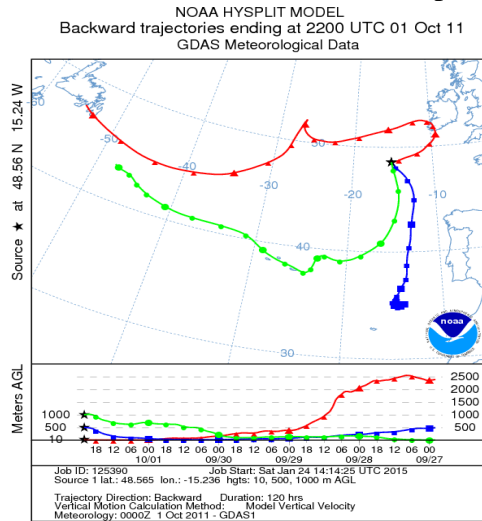 NOAA HYSPLIT MODEL
Backward trajectories ending at 2200 UTC 01 Oct 11
GDAS Meteorological Data
Source ★ at 48.56 N 15.24 W
-60
-50
-40
-30
-20
-10
50
40
30
noaa
Meters AGL
2500
2000
1500
1000 1000
500 500
10
18 12 06 00 18 12 06 00 18 12 06 00 18 12 06 00 18 12 06 00
10/01 09/30 09/29 09/28 09/27
Job ID: 125390 Job Start: Sat Jan 24 14:14:25 UTC 2015
Source 1 lat.: 48.565 lon.: -15.236 hgts: 10, 500, 1000 m AGL
Trajectory Direction: Backward Duration: 120 hrs
Vertical Motion Calculation Method: Model Vertical Velocity
Meteorology: 0000Z 1 Oct 2011 - GDAS1